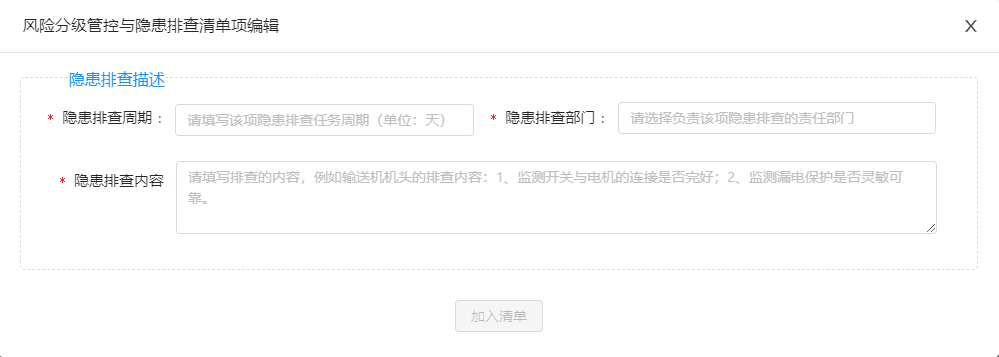 风险分级管控与隐患排查清单项编辑 X
隐患排查描述
* 隐患排查周期： 请填写该项隐患排查任务周期（单位：天） * 隐患排查部门： 请选择负责该项隐患排查的责任部门
* 隐患排查内容 请填写排查的内容，例如输送机机头的排查内容：1、监测开关与电机的连接是否完好；2、监测漏电保护是否灵敏可
靠。
加入清单